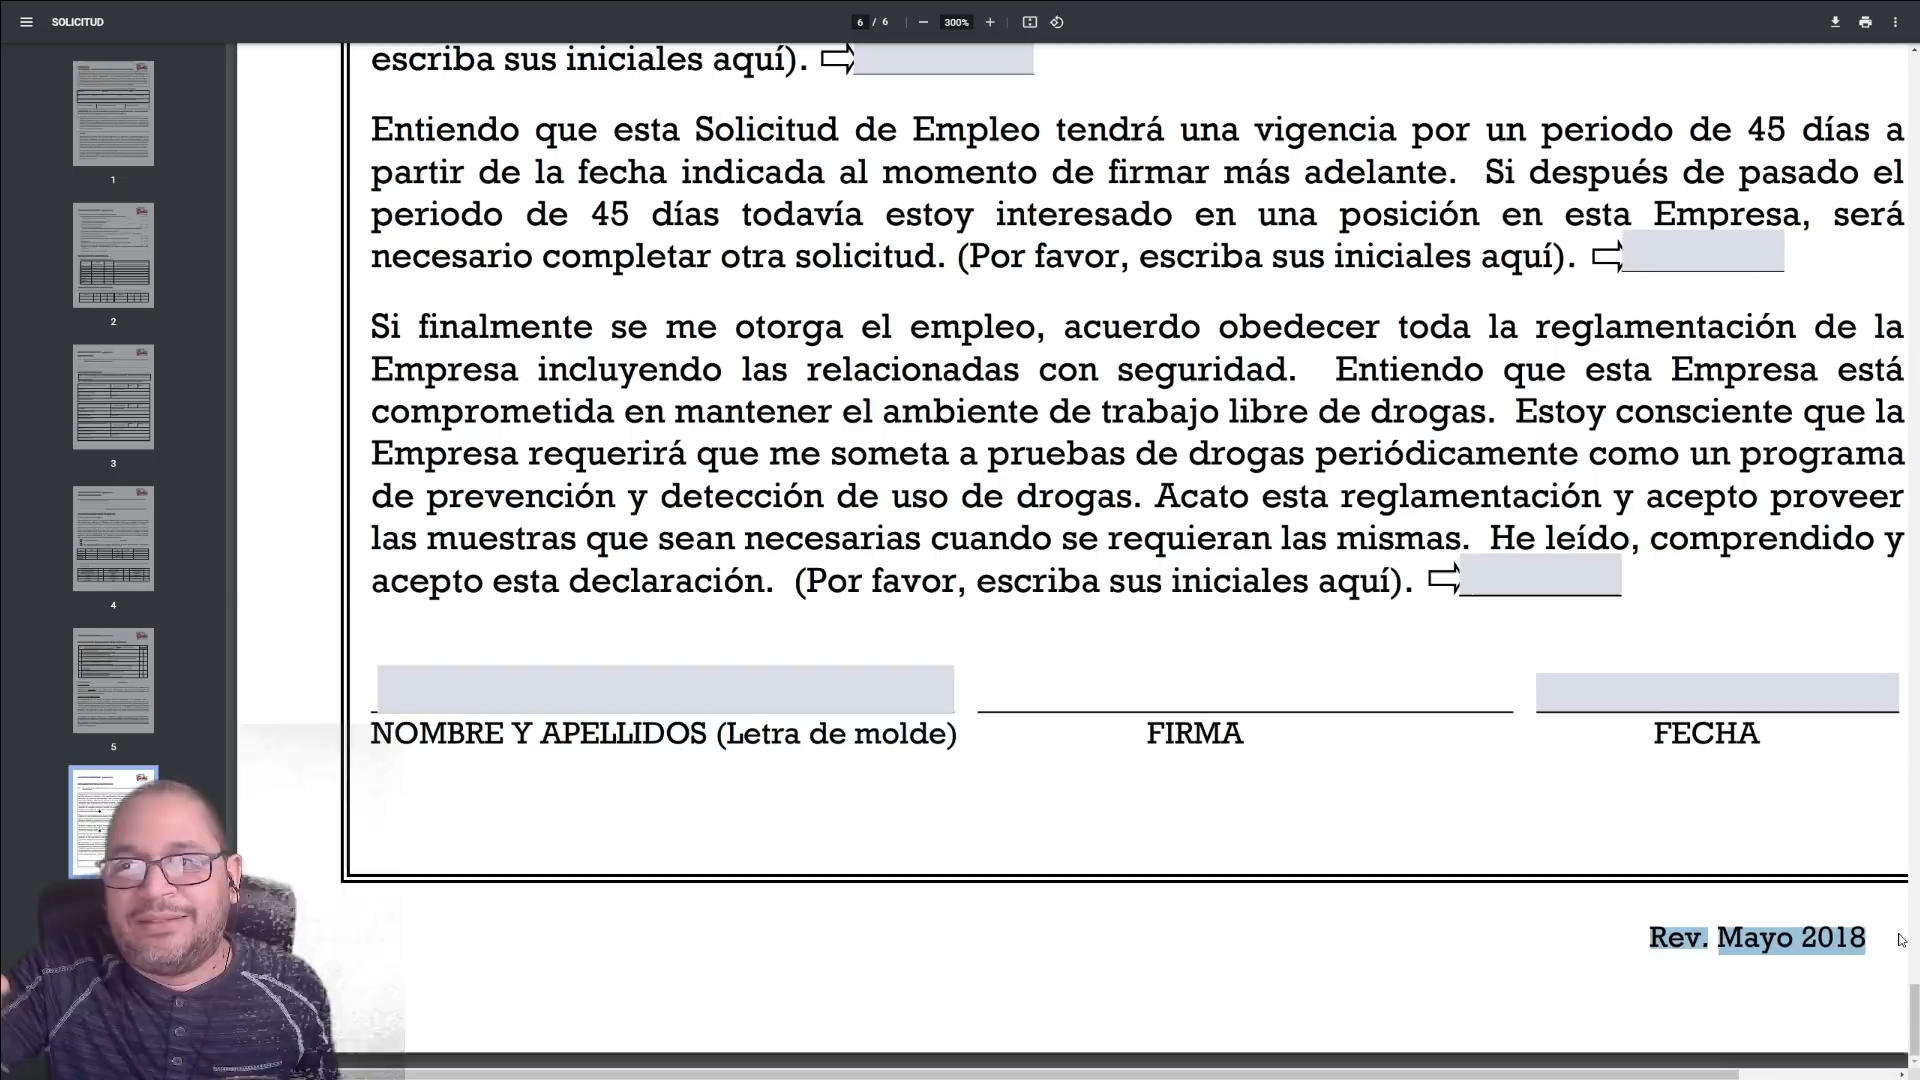 SOLICITUD
6 / 6
300%
escriba sus iniciales aquí).
Entiendo que esta Solicitud de Empleo tendrá una vigencia por un periodo de 45 días a
partir de la fecha indicada al momento de firmar más adelante. Si después de pasado el
periodo de 45 días todavía estoy interesado en una posición en esta Empresa, será
necesario completar otra solicitud. (Por favor, escriba sus iniciales aquí).
Si finalmente se me otorga el empleo, acuerdo obedecer toda la reglamentación de la
Empresa incluyendo las relacionadas con seguridad. Entiendo que esta Empresa está
comprometida en mantener el ambiente de trabajo libre de drogas. Estoy consciente que la
Empresa requerirá que me someta a pruebas de drogas periódicamente como un programa
de prevención y detección de uso de drogas. Acato esta reglamentación y acepto proveer
las muestras que sean necesarias cuando se requieran las mismas. He leído, comprendido y
acepto esta declaración. (Por favor, escriba sus iniciales aquí).
NOMBRE Y APELLIDOS (Letra de molde)
FIRMA
FECHA
Rev. Mayo 2018
1
2
3
4
5